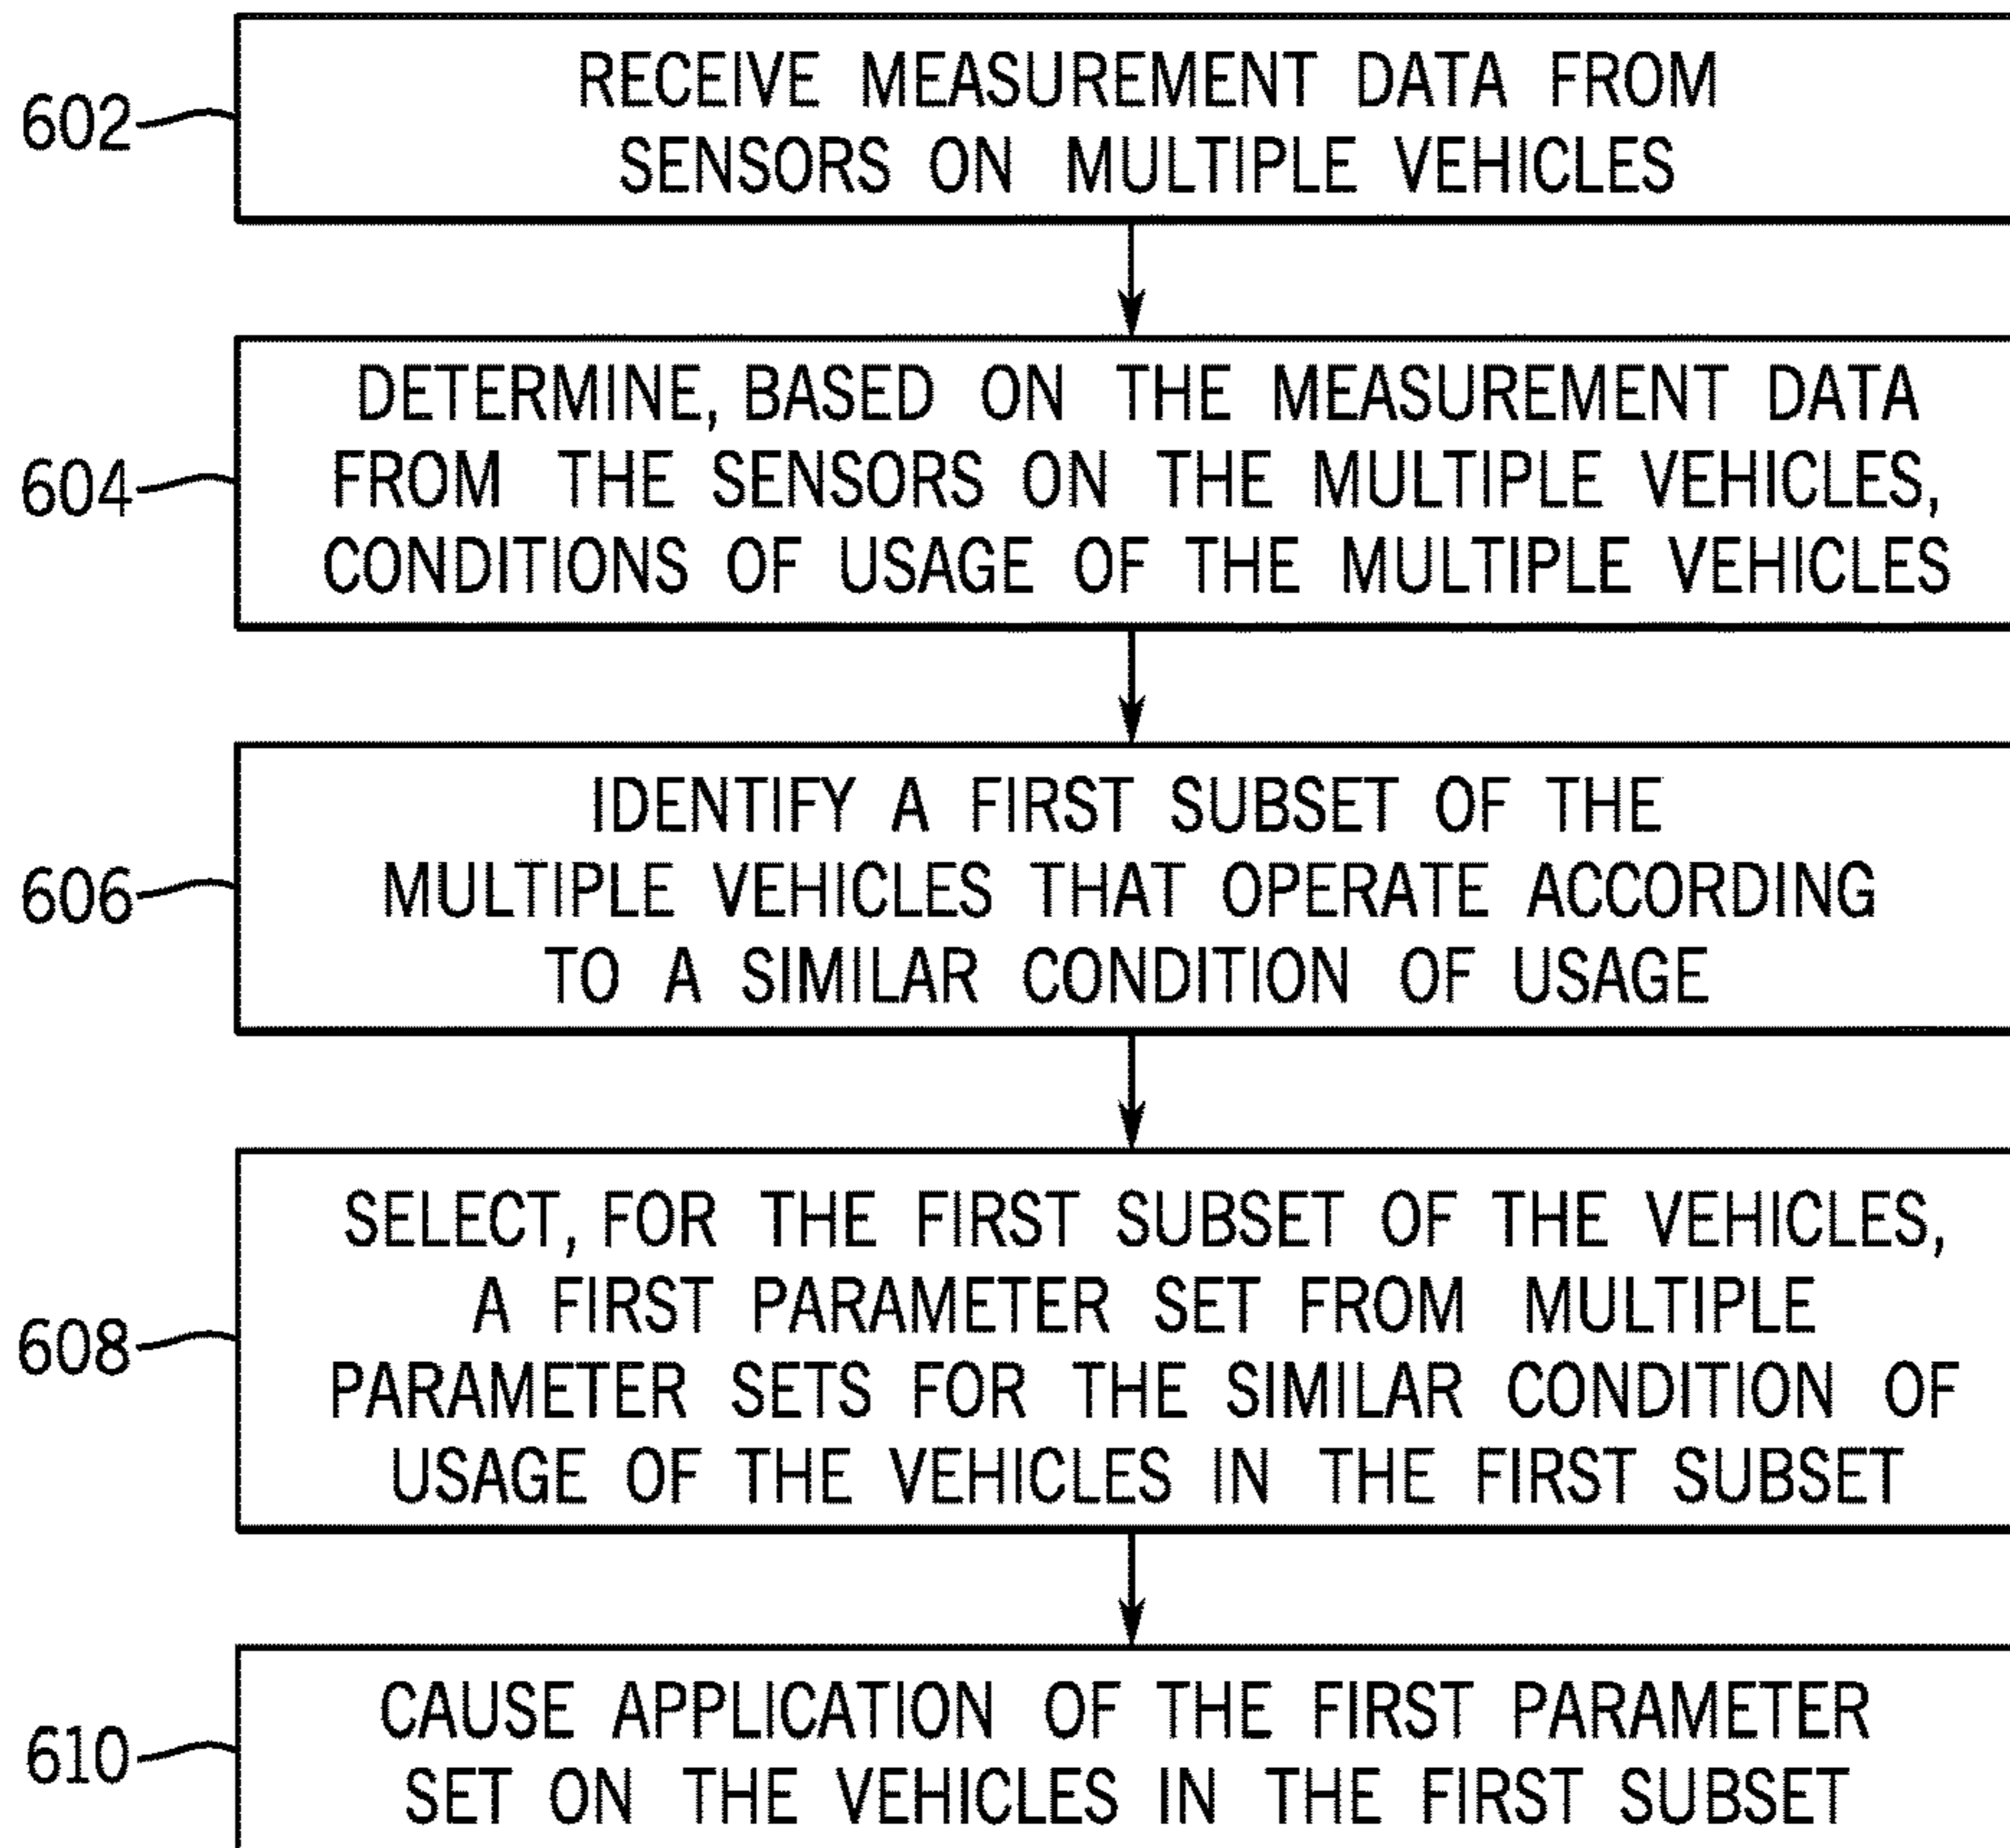 602
RECEIVE MEASUREMENT DATA FROM
SENSORS ON MULTIPLE VEHICLES
604
DETERMINE, BASED ON THE MEASUREMENT DATA
FROM THE SENSORS ON THE MULTIPLE VEHICLES,
CONDITIONS OF USAGE OF THE MULTIPLE VEHICLES
606
IDENTIFY A FIRST SUBSET OF THE
MULTIPLE VEHICLES THAT OPERATE ACCORDING
TO A SIMILAR CONDITION OF USAGE
608
SELECT, FOR THE FIRST SUBSET OF THE VEHICLES,
A FIRST PARAMETER SET FROM MULTIPLE
PARAMETER SETS FOR THE SIMILAR CONDITION OF
USAGE OF THE VEHICLES IN THE FIRST SUBSET
610
CAUSE APPLICATION OF THE FIRST PARAMETER
SET ON THE VEHICLES IN THE FIRST SUBSET